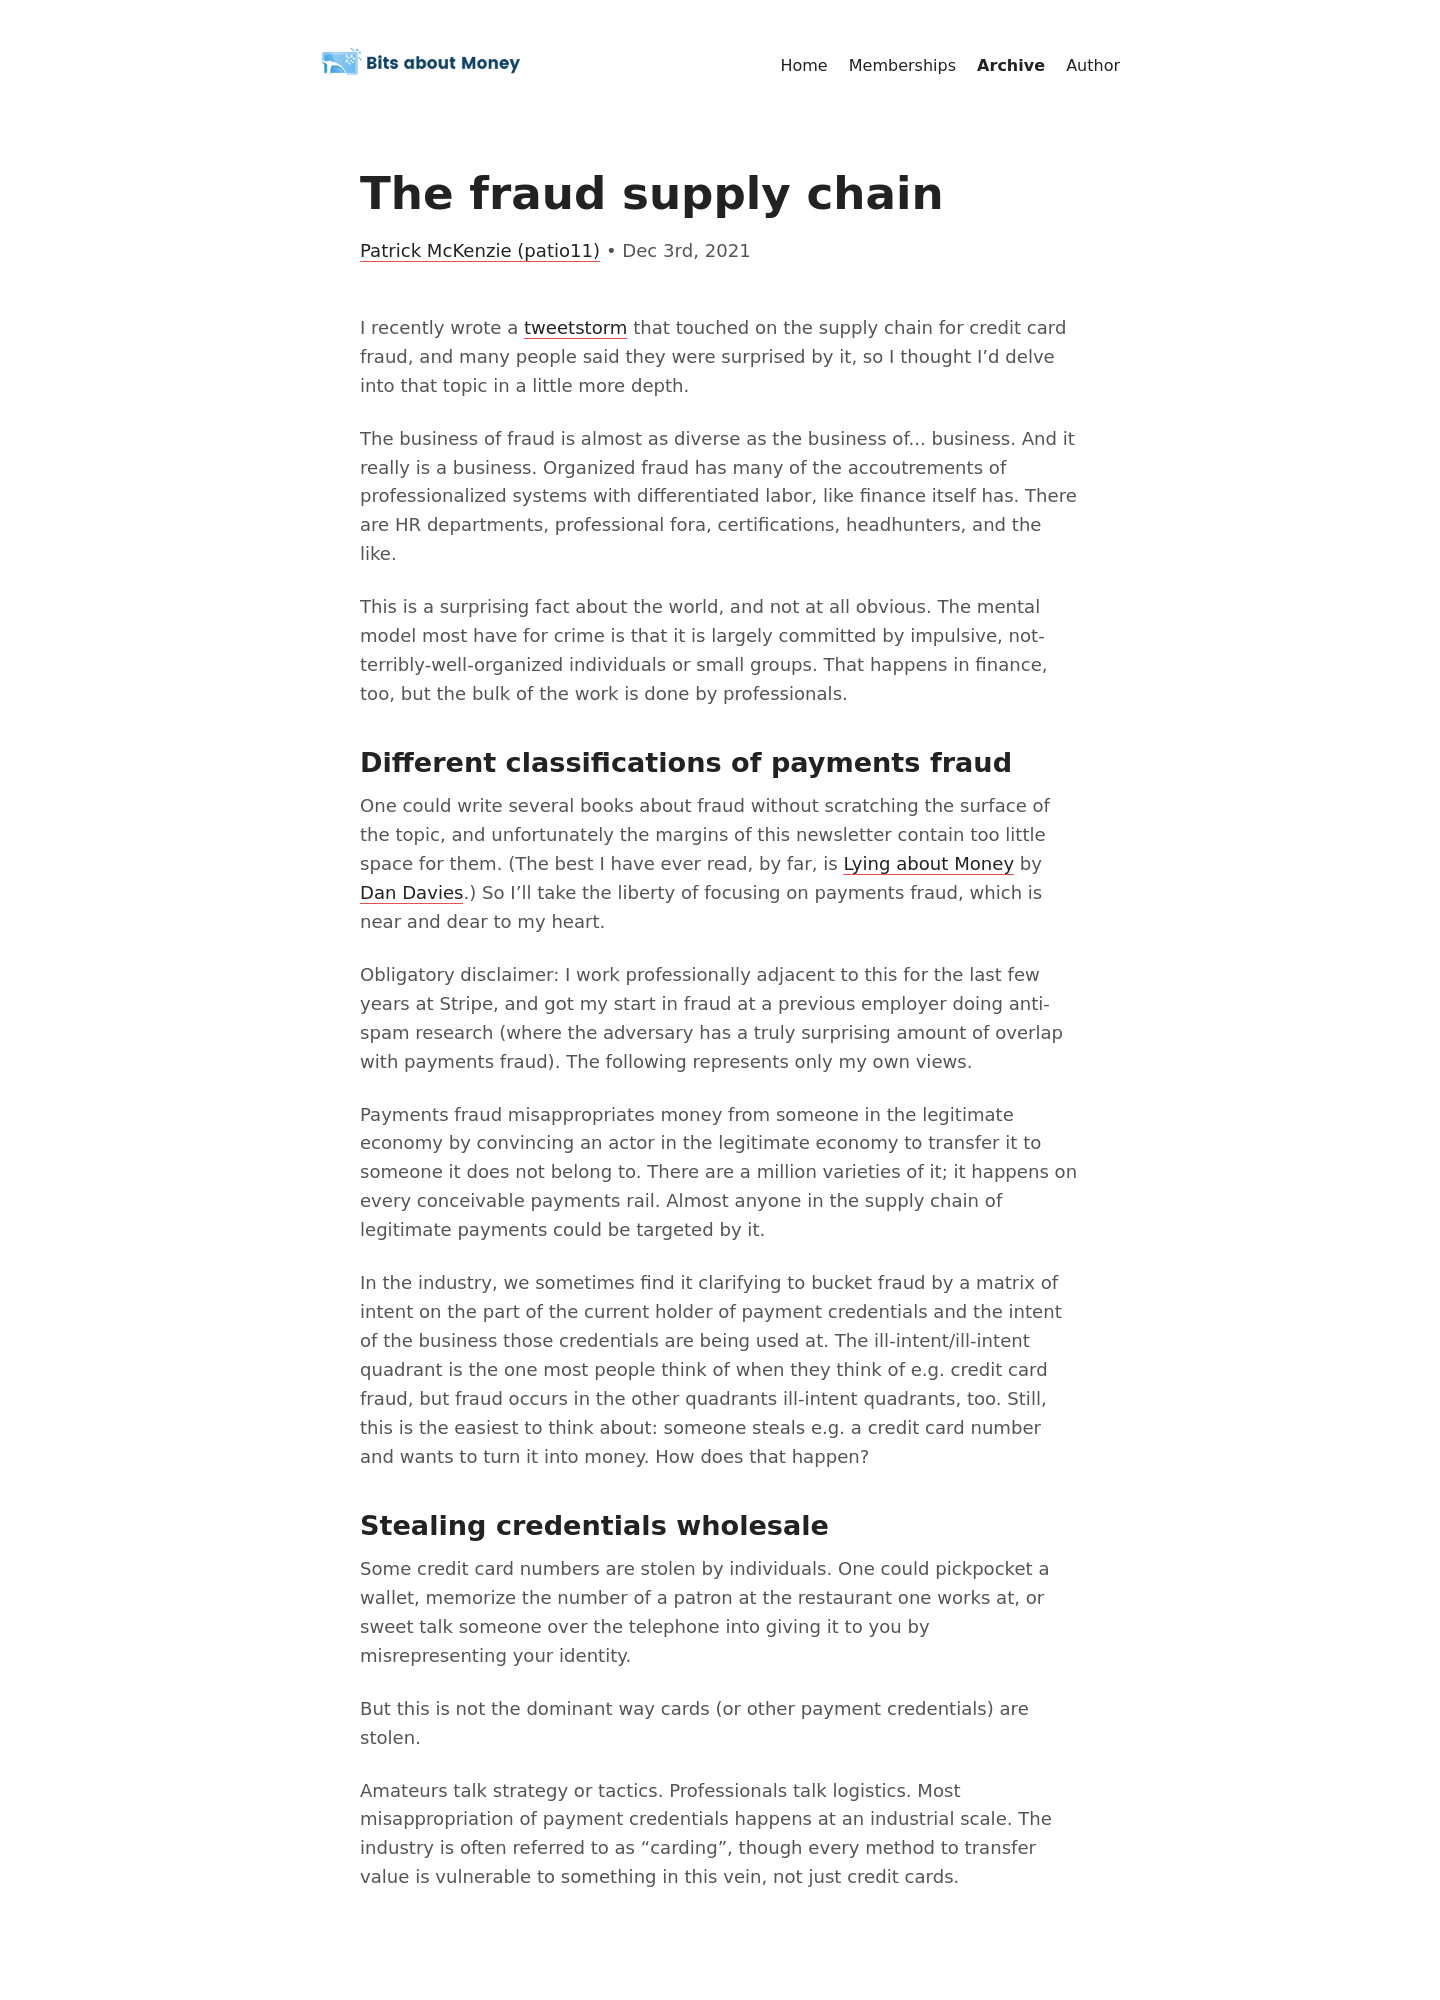 Bits about Money
Home Memberships Archive Author
The fraud supply chain
Patrick McKenzie (patio11) • Dec 3rd, 2021
I recently wrote a tweetstorm that touched on the supply chain for credit card
fraud, and many people said they were surprised by it, so I thought I’d delve
into that topic in a little more depth.
The business of fraud is almost as diverse as the business of... business. And it
really is a business. Organized fraud has many of the accoutrements of
professionalized systems with differentiated labor, like finance itself has. There
are HR departments, professional fora, certifications, headhunters, and the
like.
This is a surprising fact about the world, and not at all obvious. The mental
model most have for crime is that it is largely committed by impulsive, not-
terribly-well-organized individuals or small groups. That happens in finance,
too, but the bulk of the work is done by professionals.
Different classifications of payments fraud
One could write several books about fraud without scratching the surface of
the topic, and unfortunately the margins of this newsletter contain too little
space for them. (The best I have ever read, by far, is Lying about Money by
Dan Davies.) So I’ll take the liberty of focusing on payments fraud, which is
near and dear to my heart.
Obligatory disclaimer: I work professionally adjacent to this for the last few
years at Stripe, and got my start in fraud at a previous employer doing anti-
spam research (where the adversary has a truly surprising amount of overlap
with payments fraud). The following represents only my own views.
Payments fraud misappropriates money from someone in the legitimate
economy by convincing an actor in the legitimate economy to transfer it to
someone it does not belong to. There are a million varieties of it; it happens on
every conceivable payments rail. Almost anyone in the supply chain of
legitimate payments could be targeted by it.
In the industry, we sometimes find it clarifying to bucket fraud by a matrix of
intent on the part of the current holder of payment credentials and the intent
of the business those credentials are being used at. The ill-intent/ill-intent
quadrant is the one most people think of when they think of e.g. credit card
fraud, but fraud occurs in the other quadrants ill-intent quadrants, too. Still,
this is the easiest to think about: someone steals e.g. a credit card number
and wants to turn it into money. How does that happen?
Stealing credentials wholesale
Some credit card numbers are stolen by individuals. One could pickpocket a
wallet, memorize the number of a patron at the restaurant one works at, or
sweet talk someone over the telephone into giving it to you by
misrepresenting your identity.
But this is not the dominant way cards (or other payment credentials) are
stolen.
Amateurs talk strategy or tactics. Professionals talk logistics. Most
misappropriation of payment credentials happens at an industrial scale. The
industry is often referred to as “carding”, though every method to transfer
value is vulnerable to something in this vein, not just credit cards.